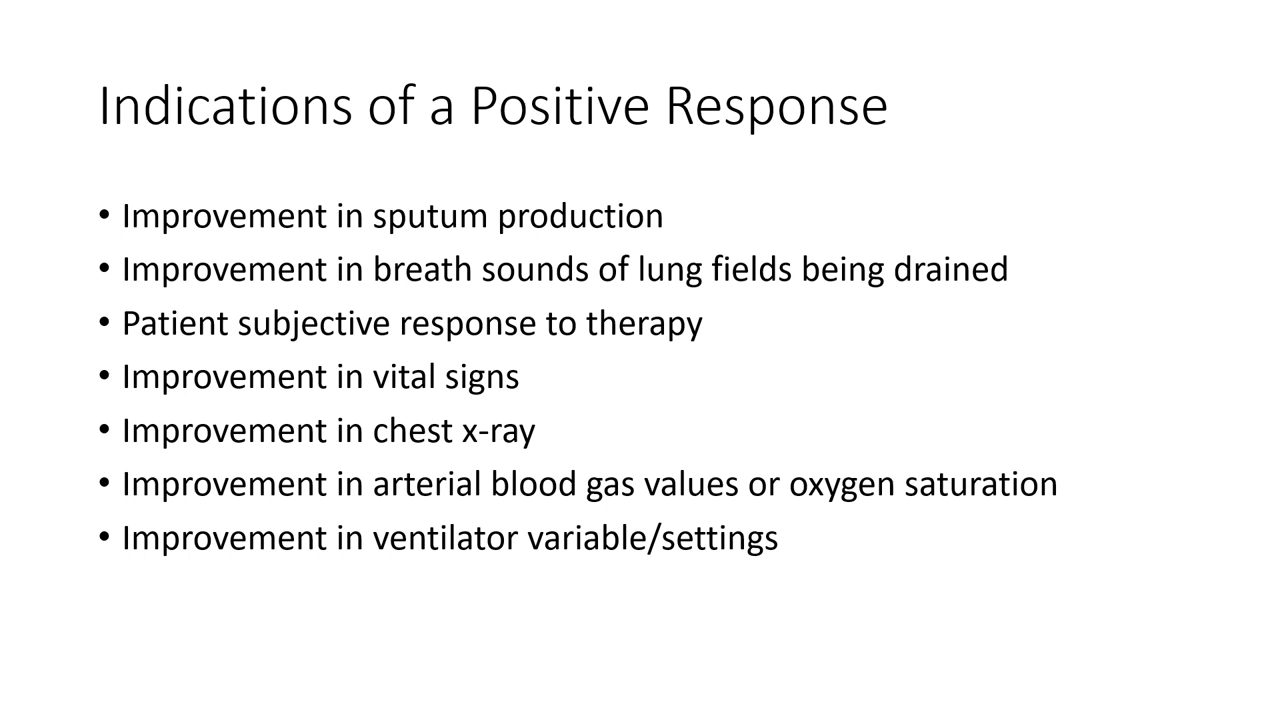 Indications of a Positive Response
• Improvement in sputum production
• Improvement in breath sounds of lung fields being drained
• Patient subjective response to therapy
• Improvement in vital signs
• Improvement in chest x-ray
• Improvement in arterial blood gas values or oxygen saturation
• Improvement in ventilator variable/settings